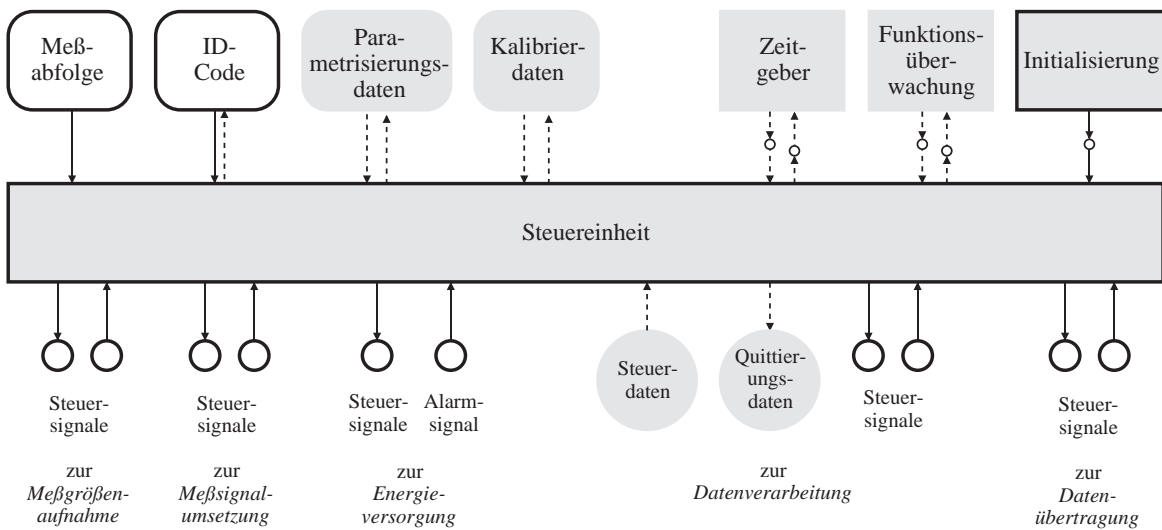 Meß-
abfolge
ID-
Code
Para-
metrisierungs-
daten
Kalibrier-
daten
Zeit-
geber
Funktions-
über-
wachung
Initialisierung
Steuereinheit
Steuer-
signale
Steuer-
signale
Steuer-
signale
Alarm-
signal
Steuer-
daten
Quittier-
ungs-
daten
Steuer-
signale
Steuer-
signale
zur
Meßgrößen-
aufnahme
zur
Meßsignal-
umsetzung
zur
Energie-
versorgung
zur
Datenverarbeitung
zur
Daten-
übertragung